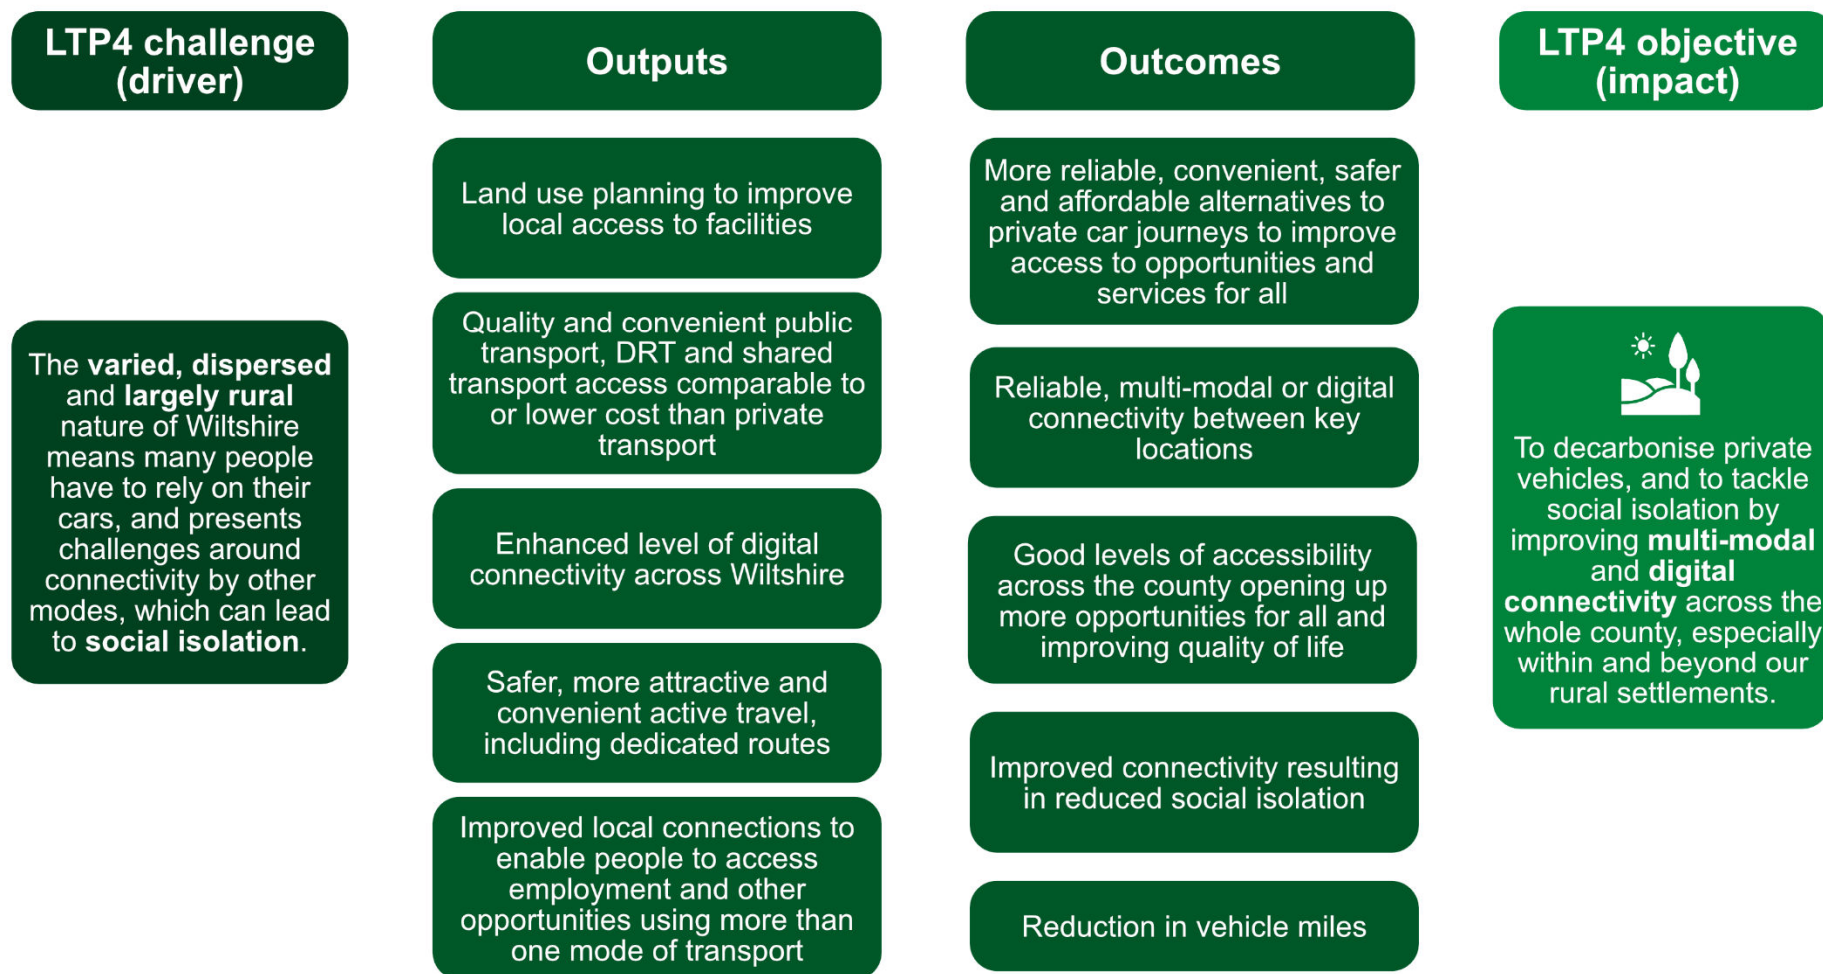 LTP4 challenge
(driver)
Outputs
Outcomes
LTP4 objective
(impact)
The varied, dispersed
and largely rural
nature of Wiltshire
means many people
have to rely on their
cars, and presents
challenges around
connectivity by other
modes, which can lead
to social isolation.
Land use planning to improve
local access to facilities
Quality and convenient public
transport, DRT and shared
transport access comparable to
or lower cost than private
transport
Enhanced level of digital
connectivity across Wiltshire
Safer, more attractive and
convenient active travel,
including dedicated routes
Improved local connections to
enable people to access
employment and other
opportunities using more than
one mode of transport
More reliable, convenient, safer
and affordable alternatives to
private car journeys to improve
access to opportunities and
services for all
Reliable, multi-modal or digital
connectivity between key
locations
Good levels of accessibility
across the county opening up
more opportunities for all and
improving quality of life
Improved connectivity resulting
in reduced social isolation
Reduction in vehicle miles
To decarbonise private
vehicles, and to tackle
social isolation by
improving multi-modal
and digital
connectivity across the
whole county, especially
within and beyond our
rural settlements.